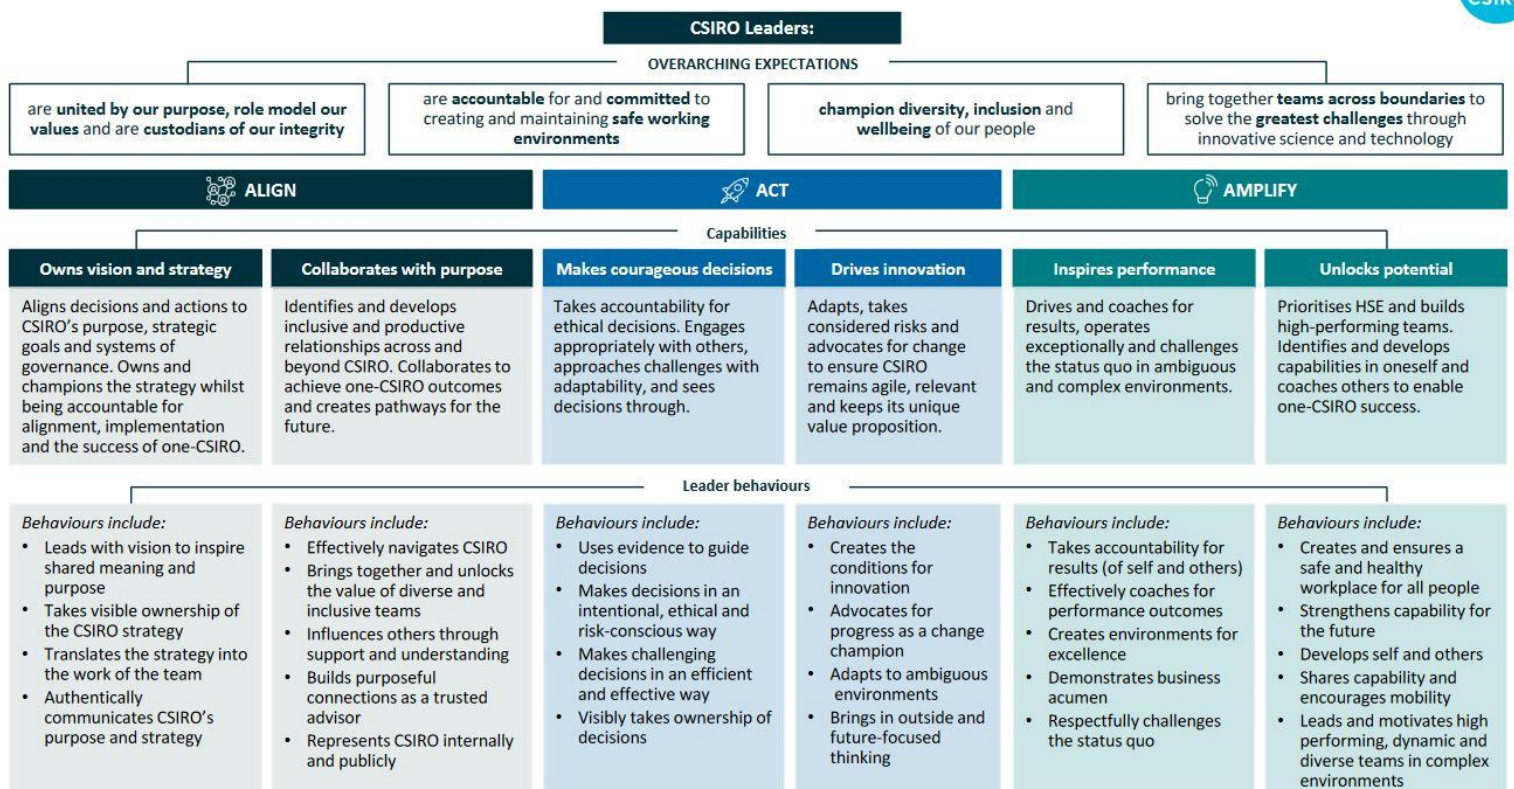 CSIRO
CSIRO Leaders:
OVERARCHING EXPECTATIONS
are united by our purpose, role model our
values and are custodians of our integrity
are accountable for and committed to
creating and maintaining safe working
environments
champion diversity, inclusion and
wellbeing of our people
bring together teams across boundaries to
solve the greatest challenges through
innovative science and technology
ALIGN
ACT
AMPLIFY
Capabilities
Owns vision and strategy
Aligns decisions and actions to
CSIRO's purpose, strategic
goals and systems of
governance. Owns and
champions the strategy whilst
being accountable for
alignment, implementation
and the success of one-CSIRO.
Collaborates with purpose
Identifies and develops
inclusive and productive
relationships across and
beyond CSIRO. Collaborates to
achieve one-CSIRO outcomes
and creates pathways for the
future.
Makes courageous decisions
Takes accountability for
ethical decisions. Engages
appropriately with others,
approaches challenges with
adaptability, and sees
decisions through.
Drives innovation
Adapts, takes
considered risks and
advocates for change
to ensure CSIRO
remains agile, relevant
and keeps its unique
value proposition.
Inspires performance
Drives and coaches for
results, operates
exceptionally and challenges
the status quo in ambiguous
and complex environments.
Unlocks potential
Prioritises HSE and builds
high-performing teams.
Identifies and develops
capabilities in oneself and
coaches others to enable
one-CSIRO success.
Leader behaviours
Behaviours include:
• Leads with vision to inspire
shared meaning and
purpose
• Takes visible ownership of
the CSIRO strategy
• Translates the strategy into
the work of the team
• Authentically
communicates CSIRO's
purpose and strategy
Behaviours include:
• Effectively navigates CSIRO
• Brings together and unlocks
the value of diverse and
inclusive teams
• Influences others through
support and understanding
• Builds purposeful
connections as a trusted
advisor
• Represents CSIRO internally
and publicly
Behaviours include:
• Uses evidence to guide
decisions
• Makes decisions in an
intentional, ethical and
risk-conscious way
• Makes challenging
decisions in an efficient
and effective way
• Visibly takes ownership of
decisions
Behaviours include:
• Creates the
conditions for
innovation
• Advocates for
progress as a change
champion
• Adapts to ambiguous
environments
• Brings in outside and
future-focused
thinking
Behaviours include:
• Takes accountability for
results (of self and others)
• Effectively coaches for
performance outcomes
• Creates environments for
excellence
• Demonstrates business
acumen
• Respectfully challenges
the status quo
Behaviours include:
• Creates and ensures a
safe and healthy
workplace for all people
• Strengthens capability for
the future
• Develops self and others
• Shares capability and
encourages mobility
• Leads and motivates high
performing, dynamic and
diverse teams in complex
environments